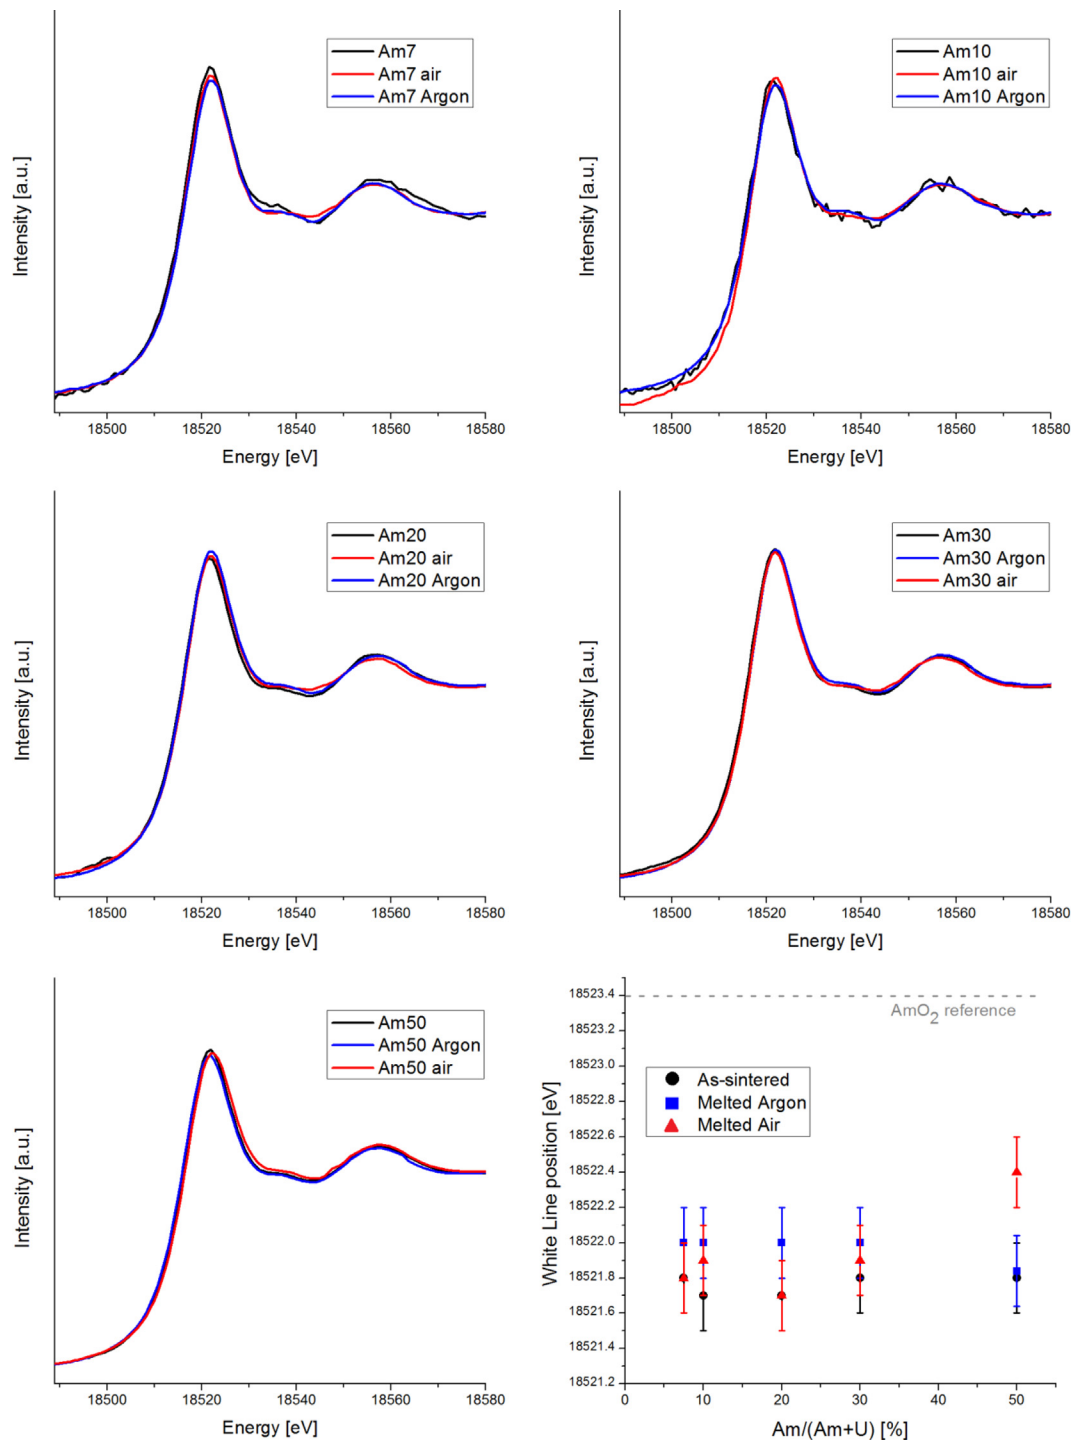 Am7
Am7 air
Am7 Argon
Intensity [a.u.]
18500 18520 18540 18560 18580
Energy [eV]
Am10
Am10 air
Am10 Argon
Intensity [a.u.]
18500 18520 18540 18560 18580
Energy [eV]
Am20
Am20 air
Am20 Argon
Intensity [a.u.]
18500 18520 18540 18560 18580
Energy [eV]
Am30
Am30 Argon
Am30 air
Intensity [a.u.]
18500 18520 18540 18560 18580
Energy [eV]
Am50
Am50 Argon
Am50 air
Intensity [a.u.]
18500 18520 18540 18560 18580
Energy [eV]
18523.4
18523.2
18523.0
18522.8
18522.6
18522.4
18522.2
18522.0
18521.8
18521.6
18521.4
18521.2
White Line position [eV]
AmO2 reference
As-sintered
Melted Argon
Melted Air
0 10 20 30 40 50
Am/(Am+U) [%]